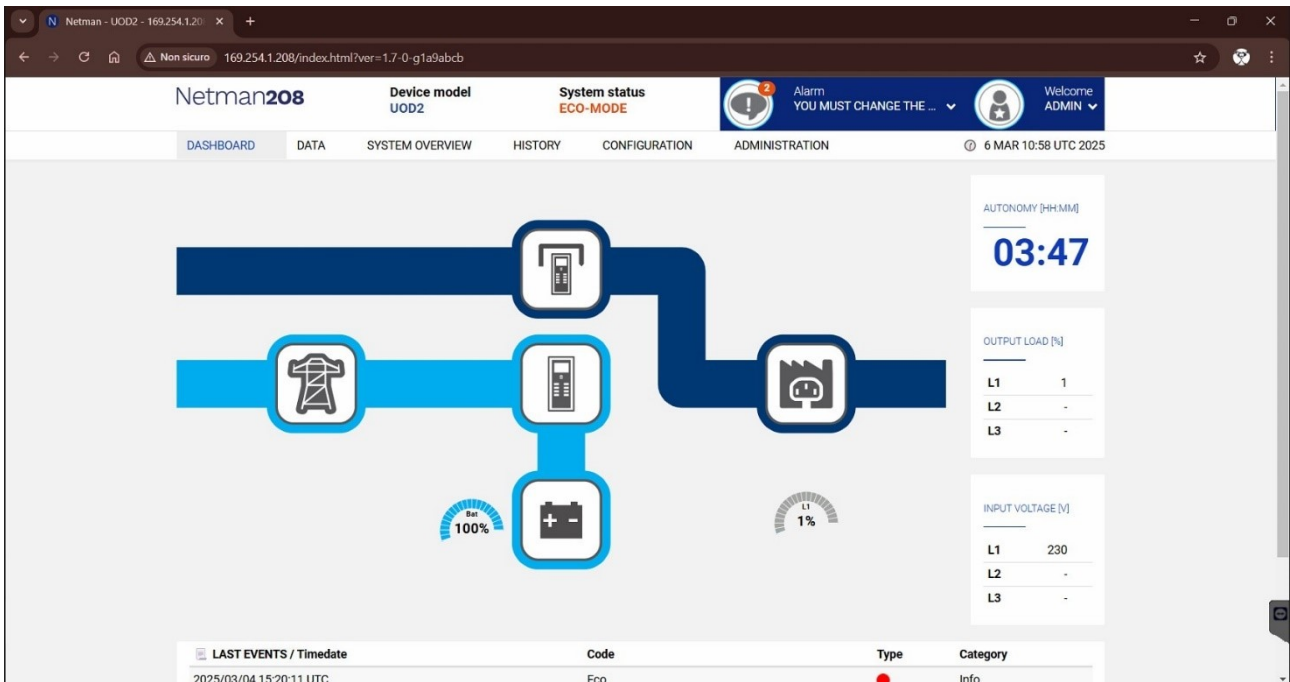 Netman - UOD2 - 169.254.1.20
Non sicuro 169.254.1.208/index.html?ver=1.7-0-g1a9abcb
Netman208
Device model
UOD2
System status
ECO-MODE
2
Alarm
YOU MUST CHANGE THE ...
Welcome
ADMIN
DASHBOARD DATA SYSTEM OVERVIEW HISTORY CONFIGURATION ADMINISTRATION 6 MAR 10:58 UTC 2025
AUTONOMY [HH:MM]
03:47
OUTPUT LOAD [%]
L1 1
L2 -
L3 -
Bat
100%
L1
1%
INPUT VOLTAGE [V]
L1 230
L2 -
L3 -
LAST EVENTS / Timedate Code Type Category
2025/03/04 15:20:11 UTC Eco Info